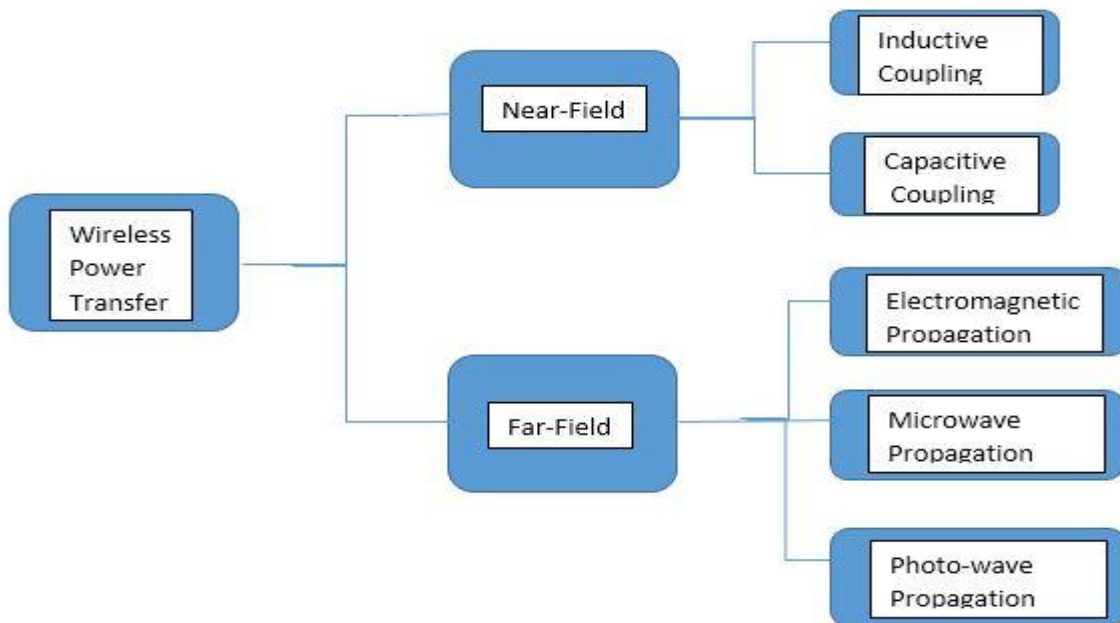 Wireless
Power
Transfer
Near-Field
Inductive
Coupling
Capacitive
Coupling
Far-Field
Electromagnetic
Propagation
Microwave
Propagation
Photo-wave
Propagation